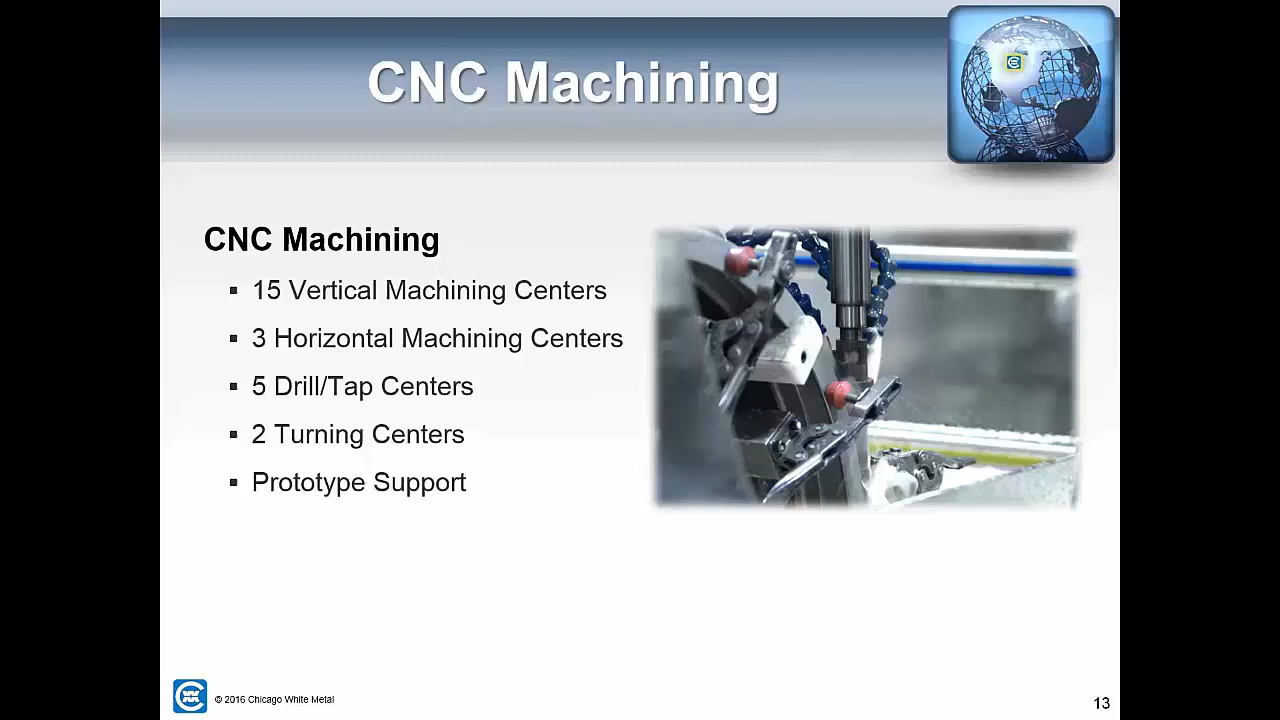 CNC Machining
CNC Machining
▪ 15 Vertical Machining Centers
▪ 3 Horizontal Machining Centers
▪ 5 Drill/Tap Centers
▪ 2 Turning Centers
▪ Prototype Support
© 2016 Chicago White Metal
13